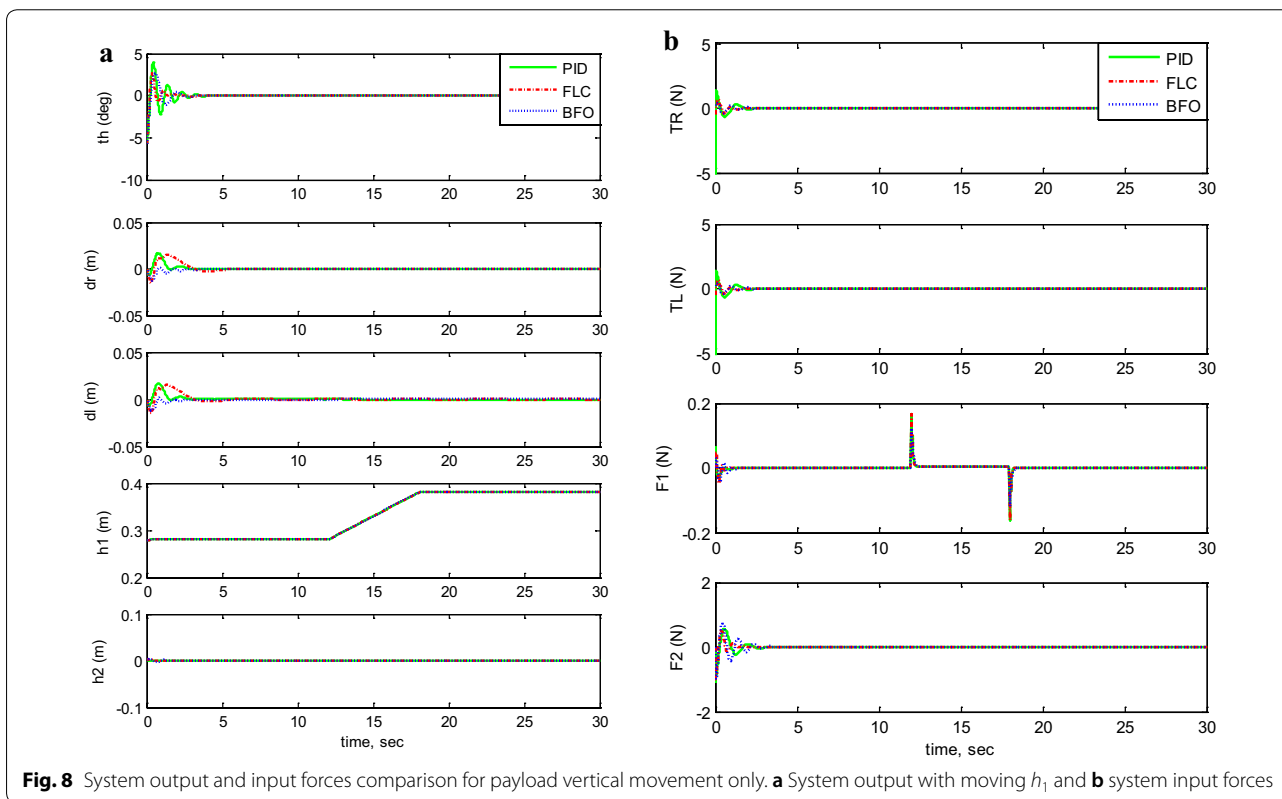 a
5
0
-5
-10
th (deg)
PID
FLC
BFO
0 5 10 15 20 25 30
0.05
0
-0.05
dr (m)
0 5 10 15 20 25 30
0.05
0
-0.05
dl (m)
0 5 10 15 20 25 30
0.4
0.3
0.2
h1 (m)
0 5 10 15 20 25 30
0.1
0
-0.1
h2 (m)
0 5 10 15 20 25 30
time, sec
b
5
0
-5
TR (N)
PID
FLC
BFO
0 5 10 15 20 25 30
5
0
-5
TL (N)
0 5 10 15 20 25 30
0.2
0
-0.2
F1 (N)
0 5 10 15 20 25 30
2
0
-2
F2 (N)
0 5 10 15 20 25 30
time, sec
Fig. 8 System output and input forces comparison for payload vertical movement only. a System output with moving h₁ and b system input forces